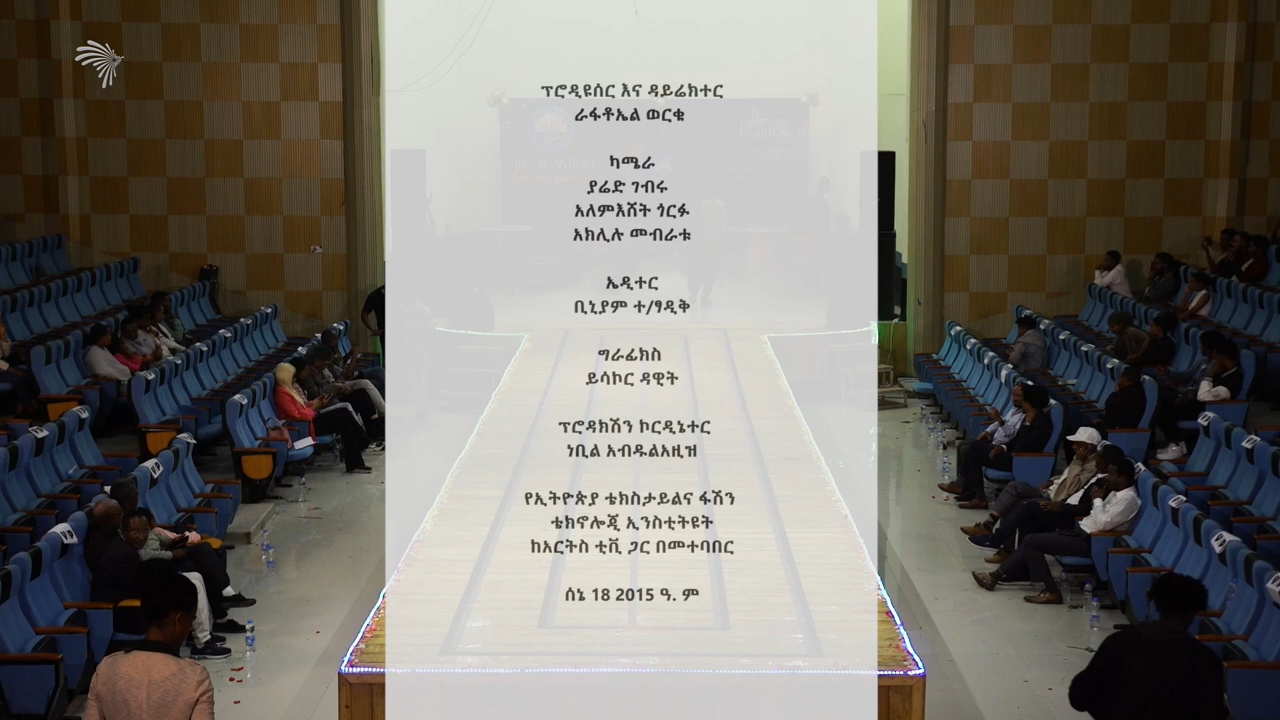 ፕሮዲዩሰር እና ዳይሬክተር
ራፋቶኤል ወርቁ
ካሜራ
ያሬድ ገብሩ
አለምእሸት ጎርፉ
አክሊሉ መብራቱ
ኤዲተር
ቢኒያም ተ/ፃዲቅ
ግራፊክስ
ይሳኮር ዳዊት
ፕሮዳክሽን ኮርዲኔተር
ነቢል አብዱልአዚዝ
የኢትዮጵያ ቴክስታይልና ፋሽን
ቴክኖሎጂ ኢንስቲትዩት
ከአርትስ ቲቪ ጋር በመተባበር
ሰኔ 18 2015 ዓ. ም